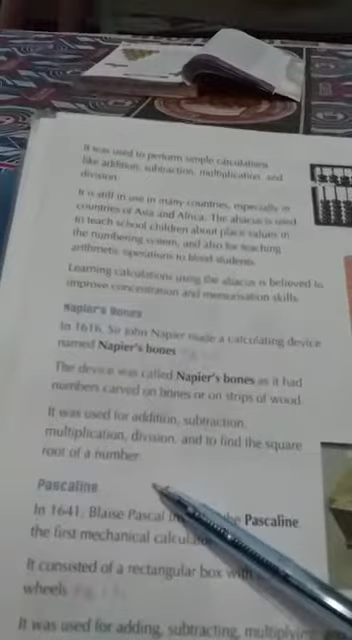 It was used to perform simple calculations
like addition, subtraction, multiplication, and
division.
It is still in use in many countries, especially in
countries of Asia and Africa. The abacus is used
to teach school children about place values in
the numbering system, and also for teaching
arithmetic operations to blind students.
Learning calculations using the abacus is believed to
improve concentration and memorisation skills.
Napier's Bones
In 1616, Sir John Napier made a calculating device
named Napier's bones
The device was called Napier's bones as it had
numbers carved on bones or on strips of wood.
It was used for addition, subtraction,
multiplication, division, and to find the square
root of a number.
Pascaline
In 1641, Blaise Pascal the Pascaline
the first mechanical
It consisted of a rectangular box with
wheels
It was used for adding, subtracting, multiplying